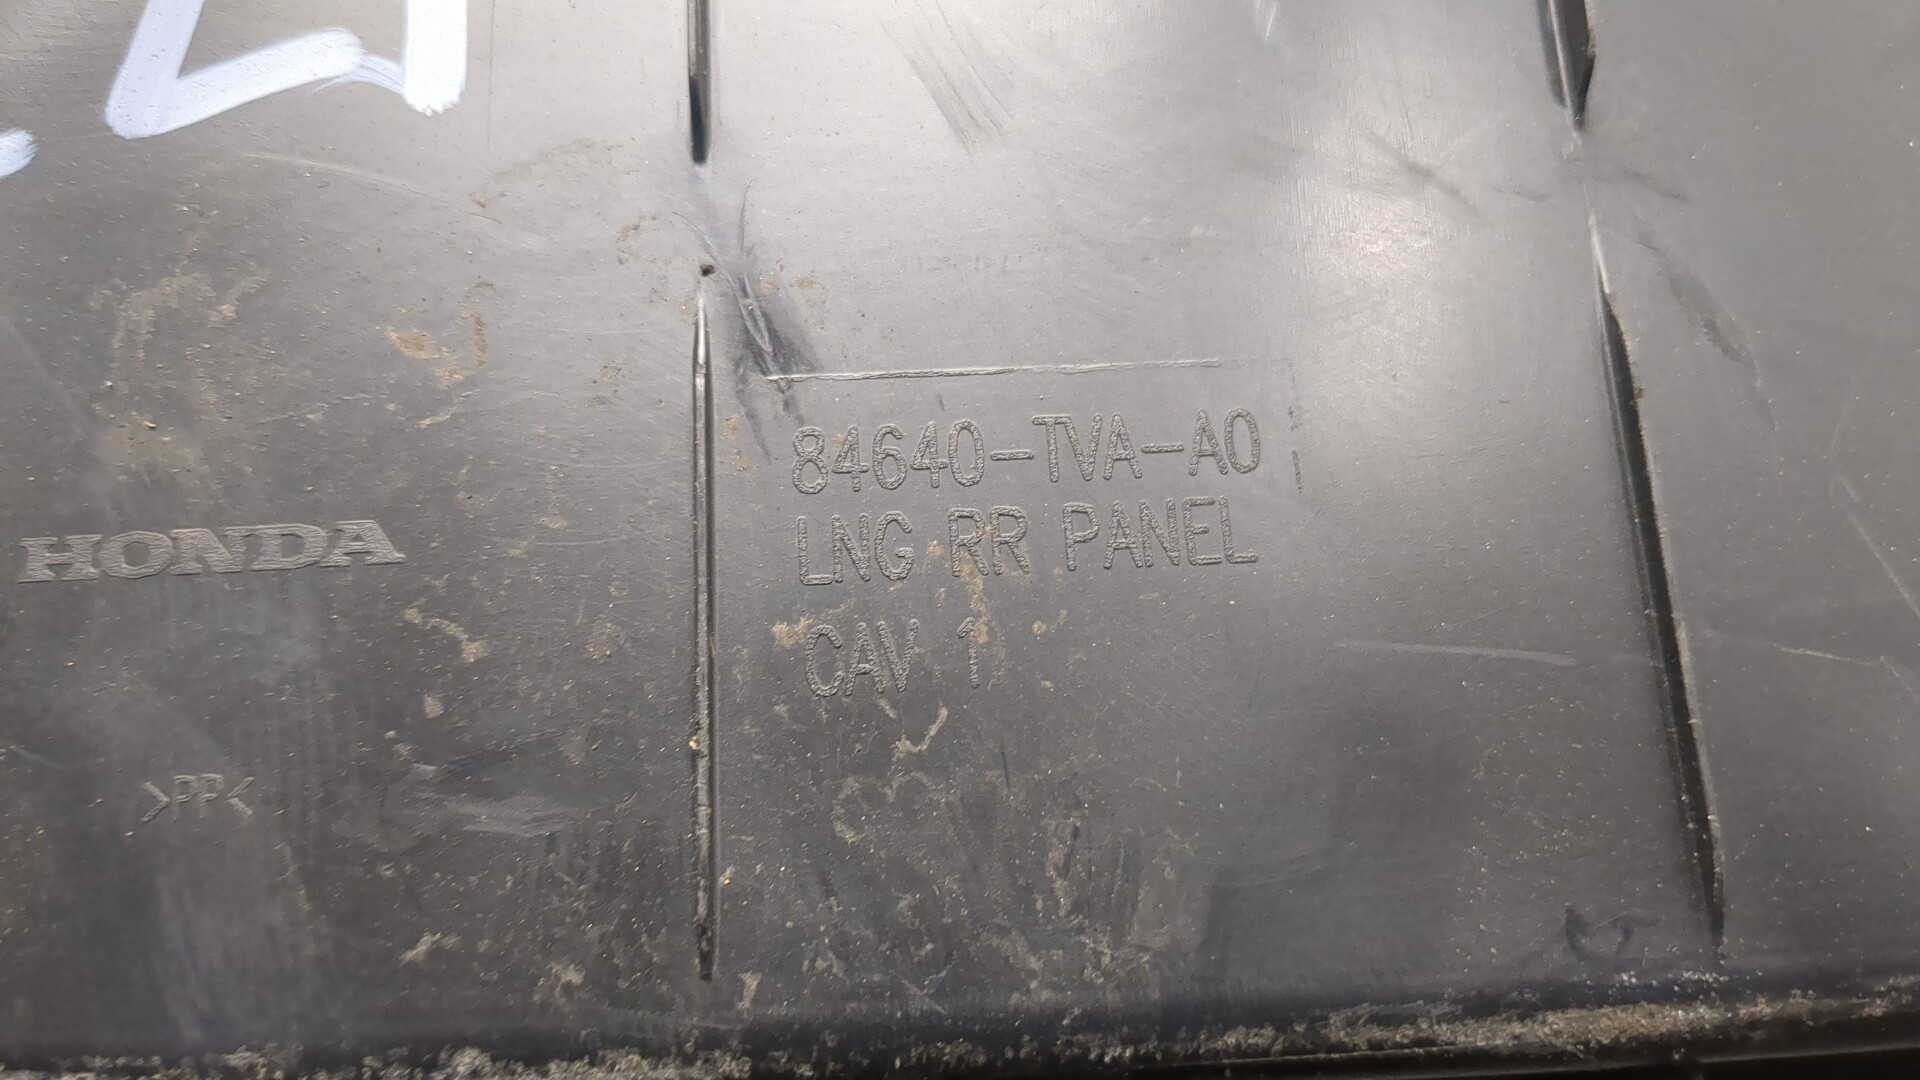 HONDA
84640-TVA-A0
LNG RR PANEL
CAV 1
>PP<